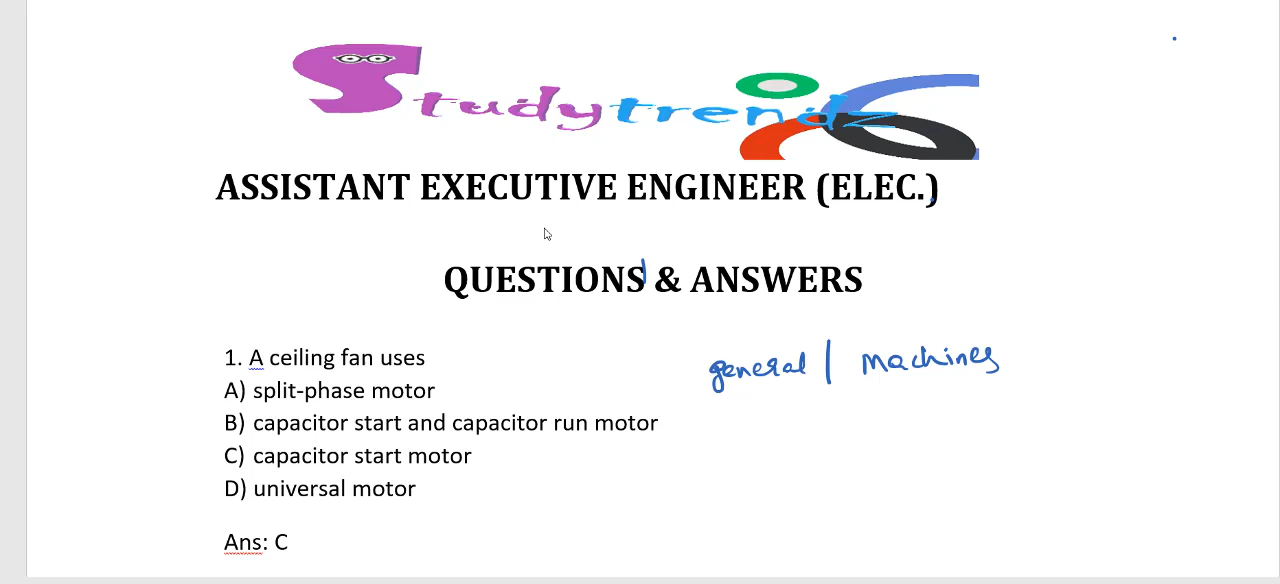 Studytrendz
ASSISTANT EXECUTIVE ENGINEER (ELEC.)
QUESTIONS & ANSWERS
1. A ceiling fan uses
general | machines
A) split-phase motor
B) capacitor start and capacitor run motor
C) capacitor start motor
D) universal motor
Ans: C